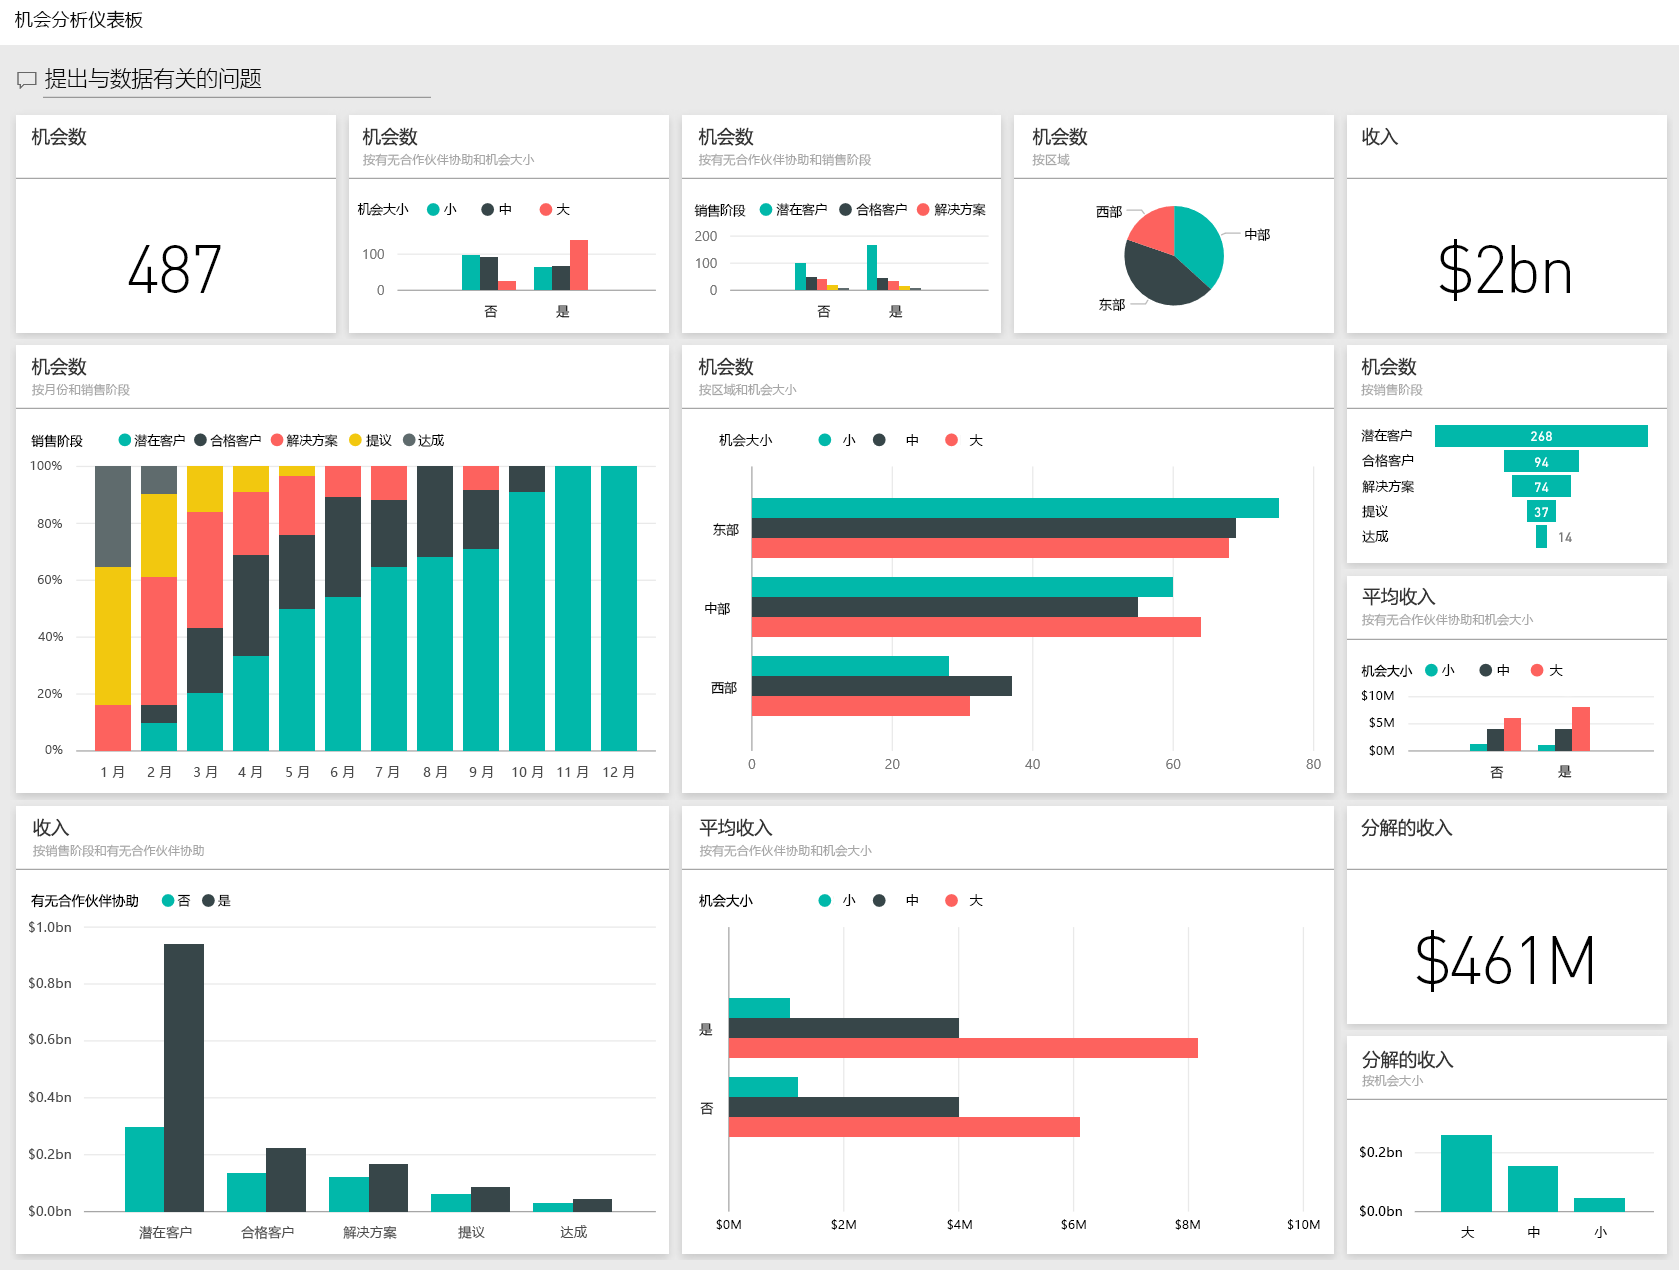 机会分析仪表板
提出与数据有关的问题
机会数
487
机会数
按有无合作伙伴协助和机会大小
机会大小 小 中 大
100
0
否 是
机会数
按有无合作伙伴协助和销售阶段
销售阶段 潜在客户 合格客户 解决方案
200
100
0
否 是
机会数
按区域
西部
中部
东部
收入
$2bn
机会数
按月份和销售阶段
销售阶段 潜在客户 合格客户 解决方案 提议 达成
100%
80%
60%
40%
20%
0%
1 月 2 月 3 月 4 月 5 月 6 月 7 月 8 月 9 月 10 月 11 月 12 月
机会数
按区域和机会大小
机会大小 小 中 大
东部
中部
西部
0 20 40 60 80
机会数
按销售阶段
潜在客户 268
合格客户 94
解决方案 74
提议 37
达成 14
平均收入
按有无合作伙伴协助和机会大小
机会大小 小 中 大
$10M
$5M
$0M
否 是
收入
按销售阶段和有无合作伙伴协助
有无合作伙伴协助 否 是
$1.0bn
$0.8bn
$0.6bn
$0.4bn
$0.2bn
$0.0bn
潜在客户 合格客户 解决方案 提议 达成
平均收入
按有无合作伙伴协助和机会大小
机会大小 小 中 大
是
否
$0M $2M $4M $6M $8M $10M
分解的收入
$461M
分解的收入
按机会大小
$0.2bn
$0.0bn
大 中 小